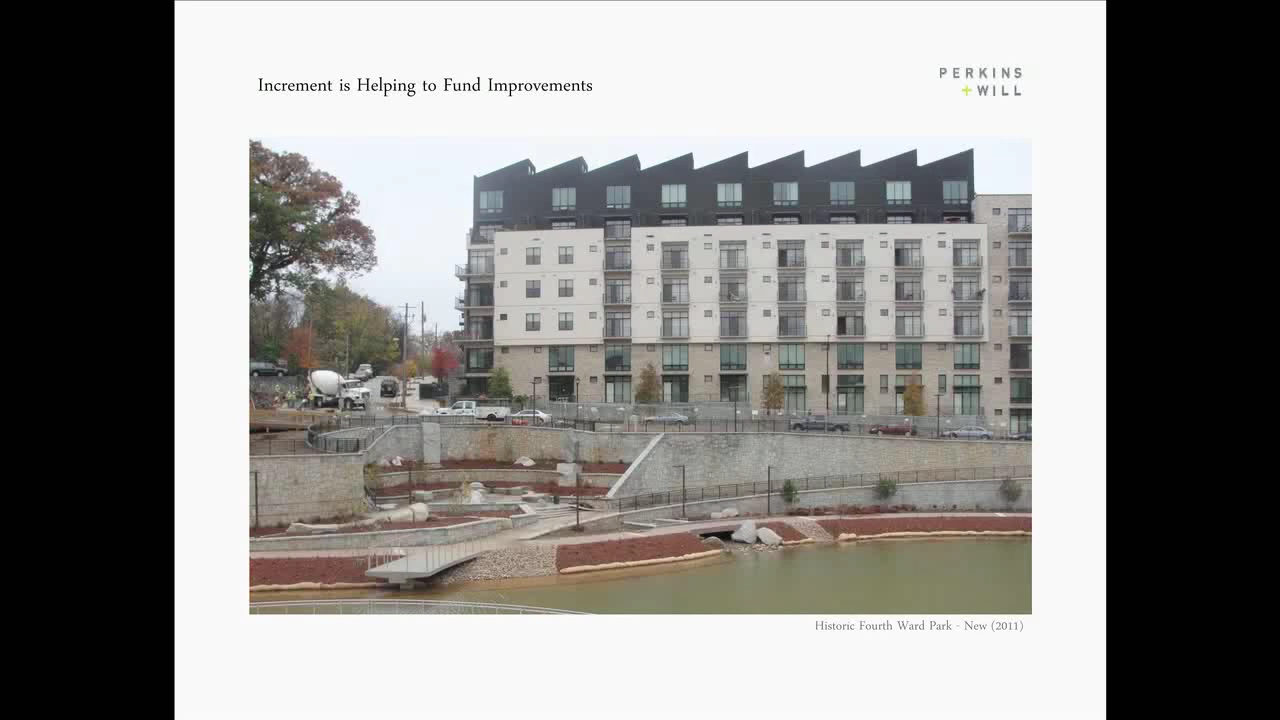 Increment is Helping to Fund Improvements
PERKINS
+WILL
Historic Fourth Ward Park - New (2011)